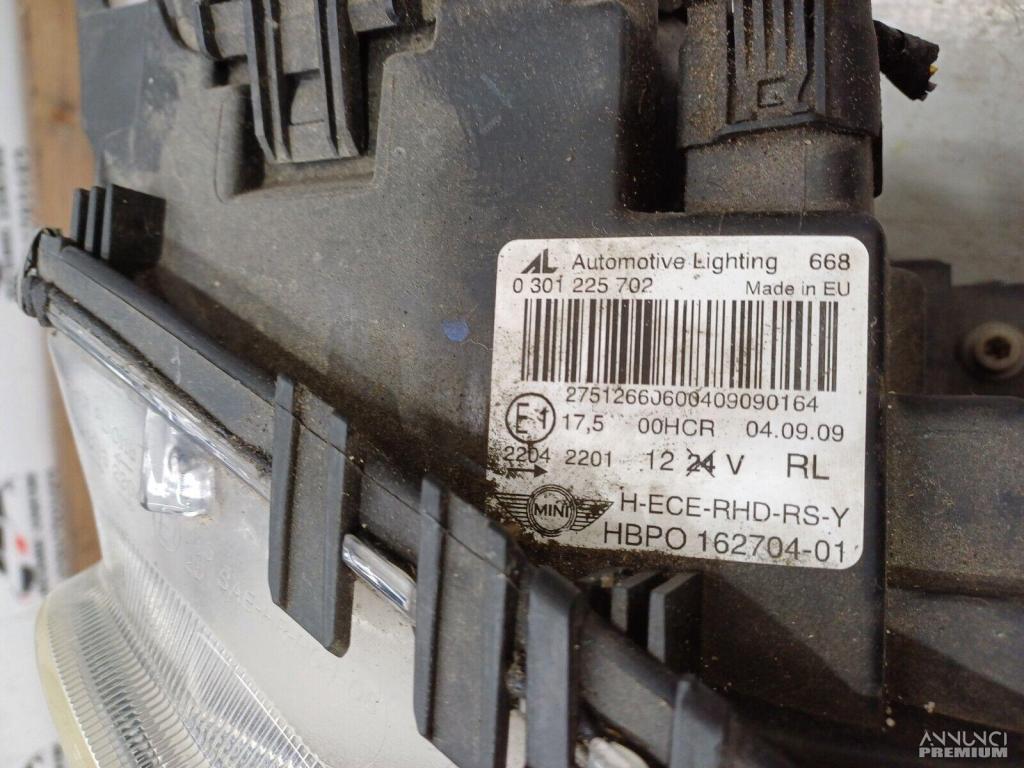 AL Automotive Lighting 668
0 301 225 702 Made in EU
27512660600409090164
E1 17,5 00HCR 04.09.09
2204 2201 12 24 V RL
MINI H-ECE-RHD-RS-Y
HBPO 162704-01
ANNUNCI
PREMIUM